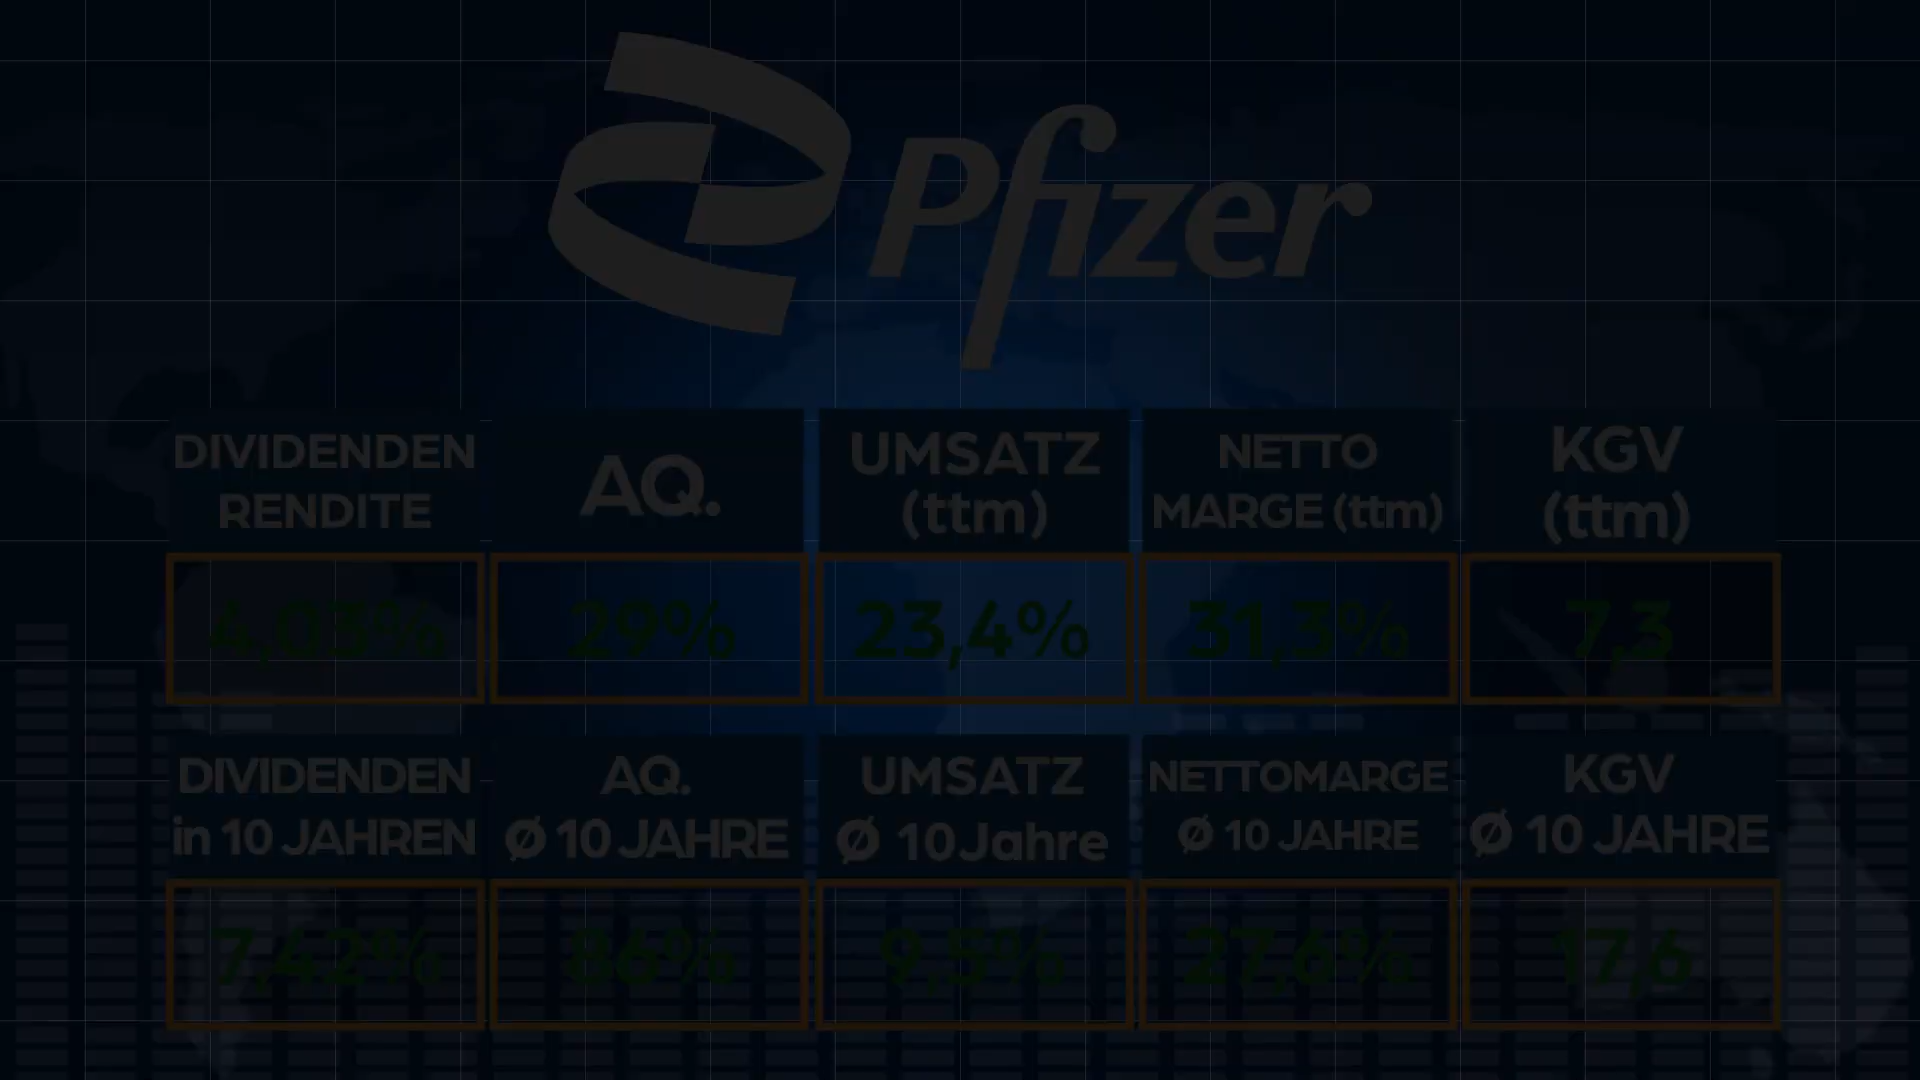 Pfizer
DIVIDENDEN
RENDITE
AQ.
UMSATZ
(ttm)
NETTO
MARGE (ttm)
KGV
(ttm)
4,03%
29%
23,4%
31,3%
7,3
DIVIDENDEN
in 10 JAHREN
AQ.
Ø 10 JAHRE
UMSATZ
Ø 10 Jahre
NETTOMARGE
Ø 10 JAHRE
KGV
Ø 10 JAHRE
7,42%
86%
9,5%
27,6%
17,6